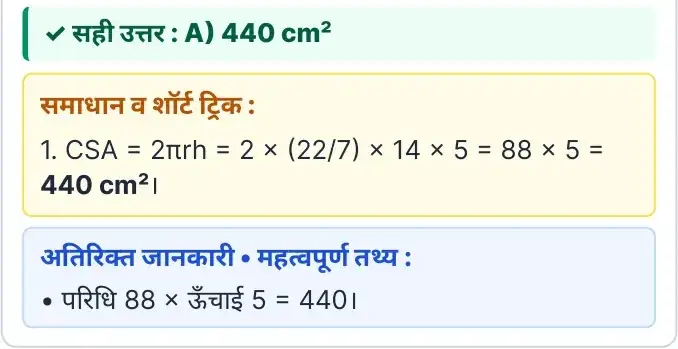 ✓ सही उत्तर : A) 440 cm²
समाधान व शॉर्ट ट्रिक :
1. CSA = 2πrh = 2 × (22/7) × 14 × 5 = 88 × 5 =
440 cm²।
अतिरिक्त जानकारी • महत्वपूर्ण तथ्य :
• परिधि 88 × ऊँचाई 5 = 440।